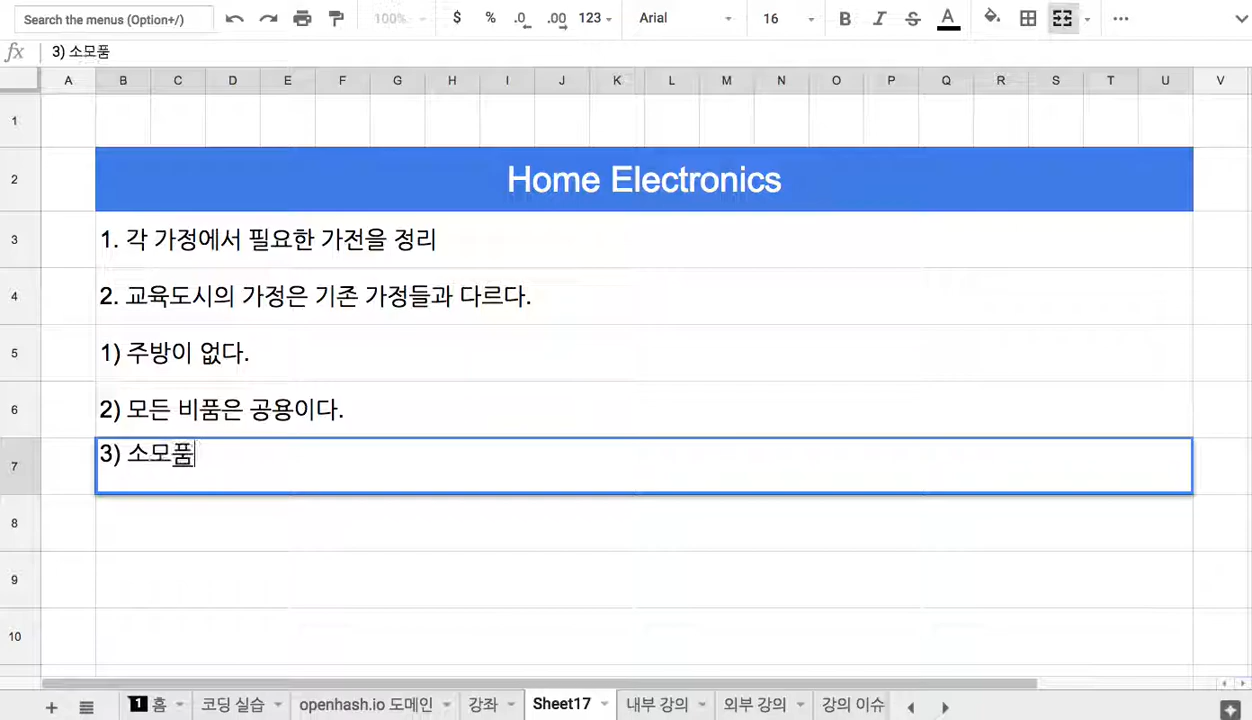 Search the menus (Option+/) 100% $ % .0 .00 123 Arial 16 B I S A
fx 3) 소모품
A B C D E F G H I J K L M N O P Q R S T U V
1
2 Home Electronics
3 1. 각 가정에서 필요한 가전을 정리
4 2. 교육도시의 가정은 기존 가정들과 다르다.
5 1) 주방이 없다.
6 2) 모든 비품은 공용이다.
7 3) 소모품
8
9
10
1 홈 코딩 실습 openhash.io 도메인 강좌 Sheet17 내부 강의 외부 강의 강의 이슈